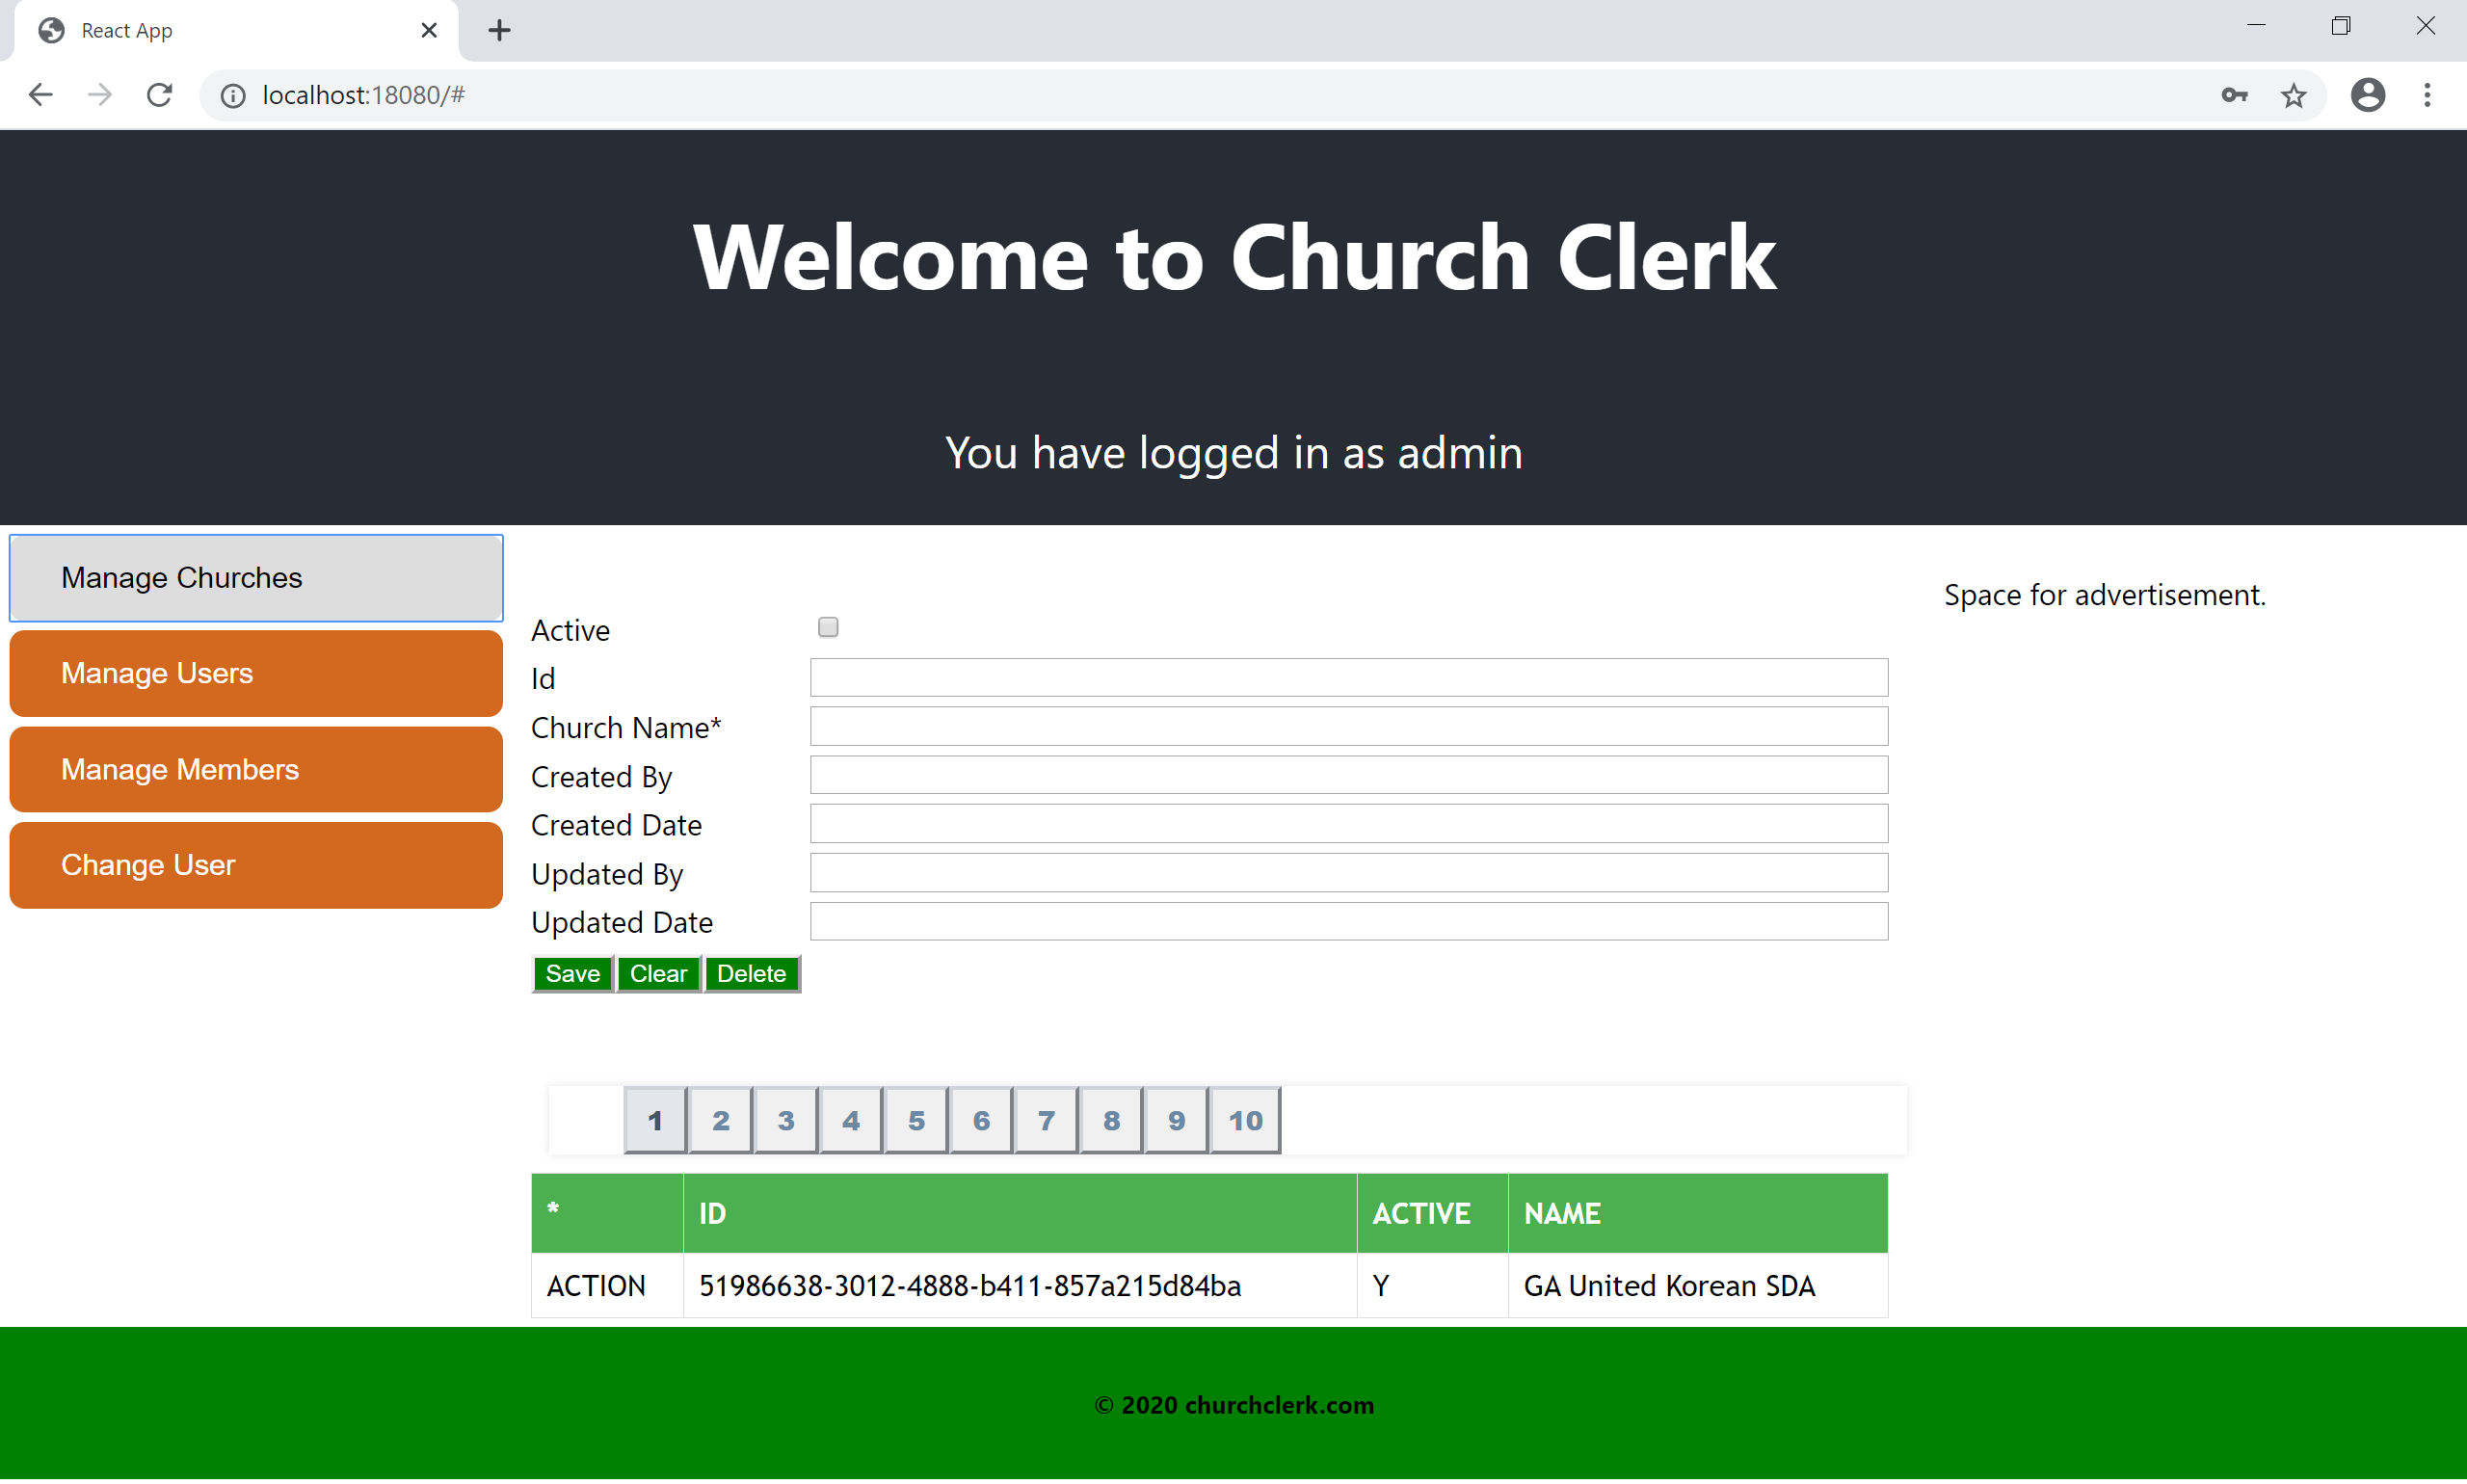 React App
localhost:18080/#
Welcome to Church Clerk
You have logged in as admin
Manage Churches
Manage Users
Manage Members
Change User
Active
Id
Church Name*
Created By
Created Date
Updated By
Updated Date
Save Clear Delete
Space for advertisement.
1 2 3 4 5 6 7 8 9 10
* ID ACTIVE NAME
ACTION 51986638-3012-4888-b411-857a215d84ba Y GA United Korean SDA
© 2020 churchclerk.com